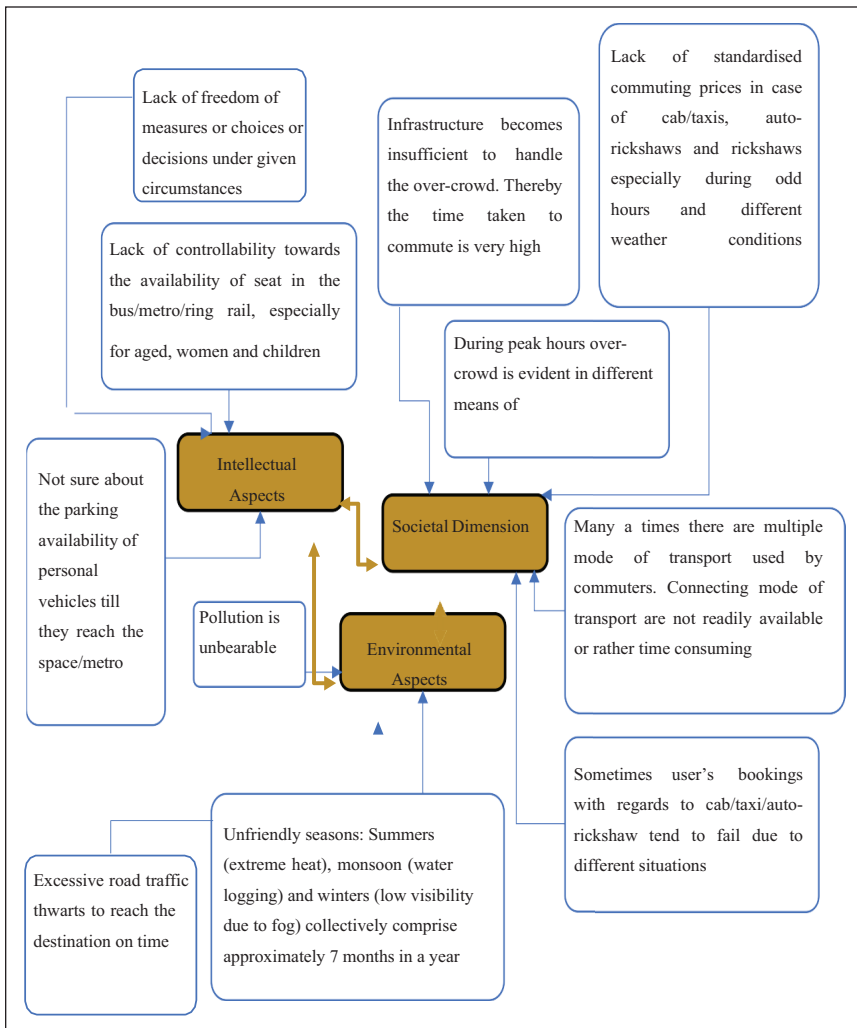 Lack of freedom of
measures or choices or
decisions under given
circumstances
Infrastructure becomes
insufficient to handle
the over-crowd. Thereby
the time taken to
commute is very high
Lack of standardised
commuting prices in case
of cab/taxis, auto-
rickshaws and rickshaws
especially during odd
hours and different
weather conditions
Lack of controllability towards
the availability of seat in the
bus/metro/ring rail, especially
for aged, women and children
During peak hours over-
crowd is evident in different
means of
Intellectual
Aspects
Not sure about
the parking
availability of
personal
vehicles till
they reach the
space/metro
Societal Dimension
Many a times there are multiple
mode of transport used by
commuters. Connecting mode of
transport are not readily available
or rather time consuming
Pollution is
unbearable
Environmental
Aspects
Sometimes user's bookings
with regards to cab/taxi/auto-
rickshaw tend to fail due to
different situations
Unfriendly seasons: Summers
(extreme heat), monsoon (water
logging) and winters (low visibility
due to fog) collectively comprise
approximately 7 months in a year
Excessive road traffic
thwarts to reach the
destination on time